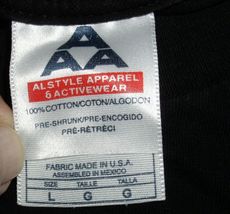 AAA
ALSTYLE APPAREL
& ACTIVEWEAR
100% COTTON/COTON/ALGODON
PRE-SHRUNK/PRE-ENCOGIDO
PRÉ-RÉTRÉCI
FABRIC MADE IN U.S.A.
ASSEMBLED IN MEXICO
SIZE TAILLE TALLA
L G G